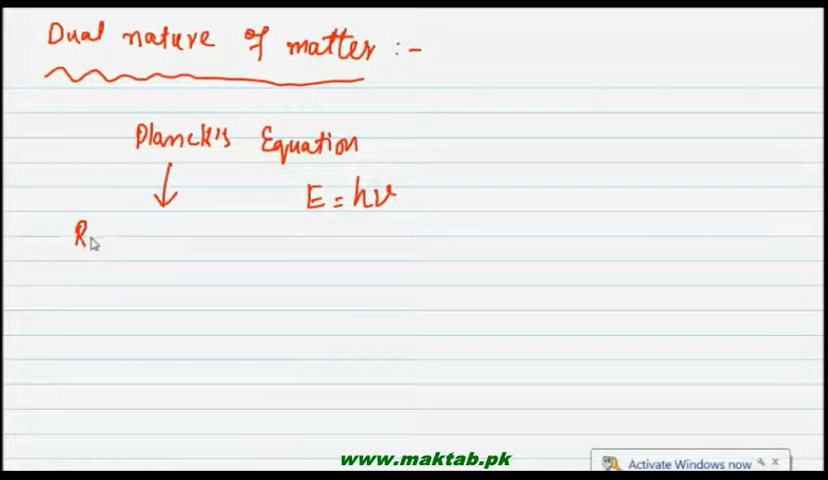 Dual nature of matter :-
Planck's Equation
E = hν
R
www.maktab.pk
Activate Windows now